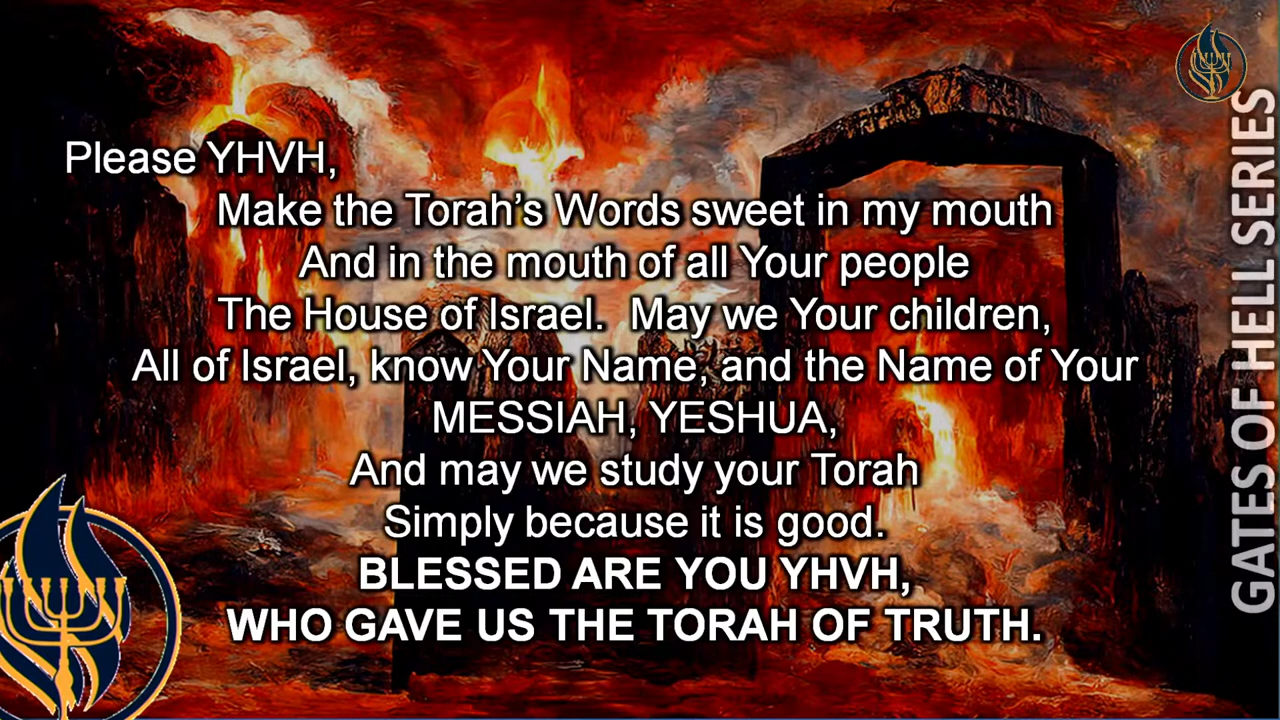 Please YHVH,
Make the Torah’s Words sweet in my mouth
And in the mouth of all Your people
The House of Israel.  May we Your children,
All of Israel, know Your Name, and the Name of Your
MESSIAH, YESHUA,
And may we study your Torah
Simply because it is good.
BLESSED ARE YOU YHVH,
WHO GAVE US THE TORAH OF TRUTH.
GATES OF HELL SERIES